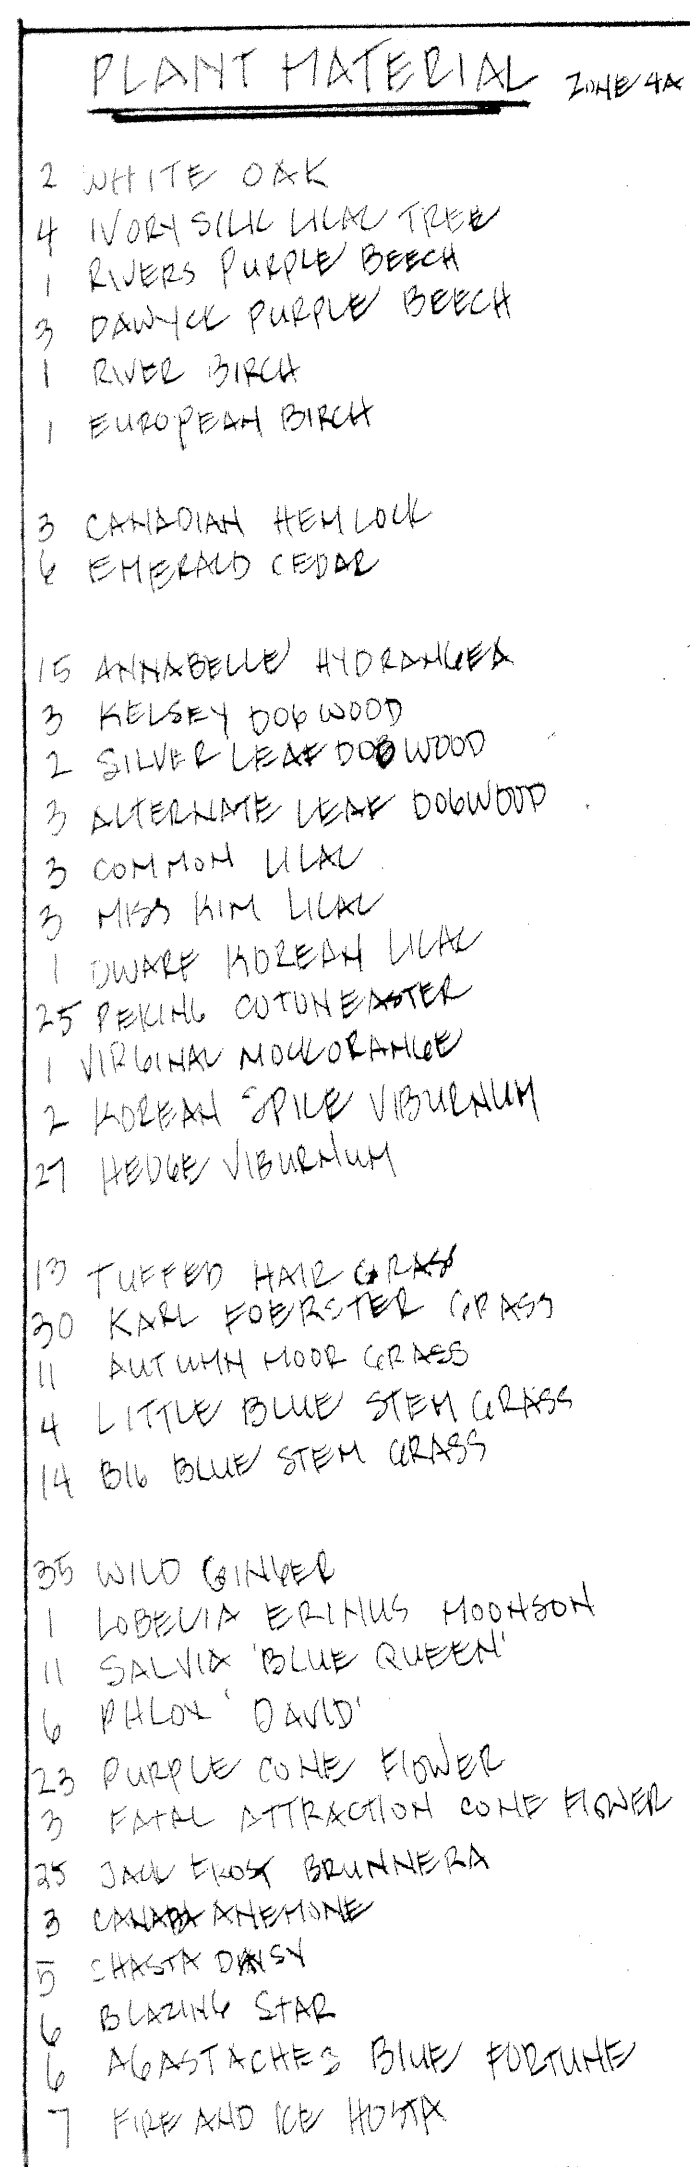 PLANT MATERIAL ZONE 4A
2 WHITE OAK
4 IVORY SILK LILAC TREE
1 RIVERS PURPLE BEECH
3 DAWYCK PURPLE BEECH
1 RIVER BIRCH
1 EUROPEAN BIRCH
3 CANADIAN HEMLOCK
6 EMERALD CEDAR
15 ANNABELLE HYDRANGEA
3 KELSEY DOGWOOD
2 SILVER LEAF DOGWOOD
3 ALTERNATE LEAF DOGWOOD
3 COMMON LILAC
3 MISS KIM LILAC
1 DWARF KOREAN LILAC
25 PEKING COTONEASTER
1 VIRGINAL MOCKORANGE
2 KOREAN SPICE VIBURNUM
27 HEDGE VIBURNUM
13 TUFFED HAIR GRASS
30 KARL FOERSTER GRASS
11 AUTUMN MOOR GRASS
4 LITTLE BLUE STEM GRASS
14 BIG BLUE STEM GRASS
35 WILD GINGER
1 LOBELIA ERINUS MOONSON
11 SALVIA 'BLUE QUEEN'
6 PHLOX 'DAVID'
23 PURPLE CONE FLOWER
3 FATAL ATTRACTION CONE FLOWER
25 JACK FROST BRUNNERA
3 CANADA ANEMONE
5 SHASTA DAISY
6 BLAZING STAR
6 AGASTACHES BLUE FORTUNE
7 FIRE AND ICE HOSTA